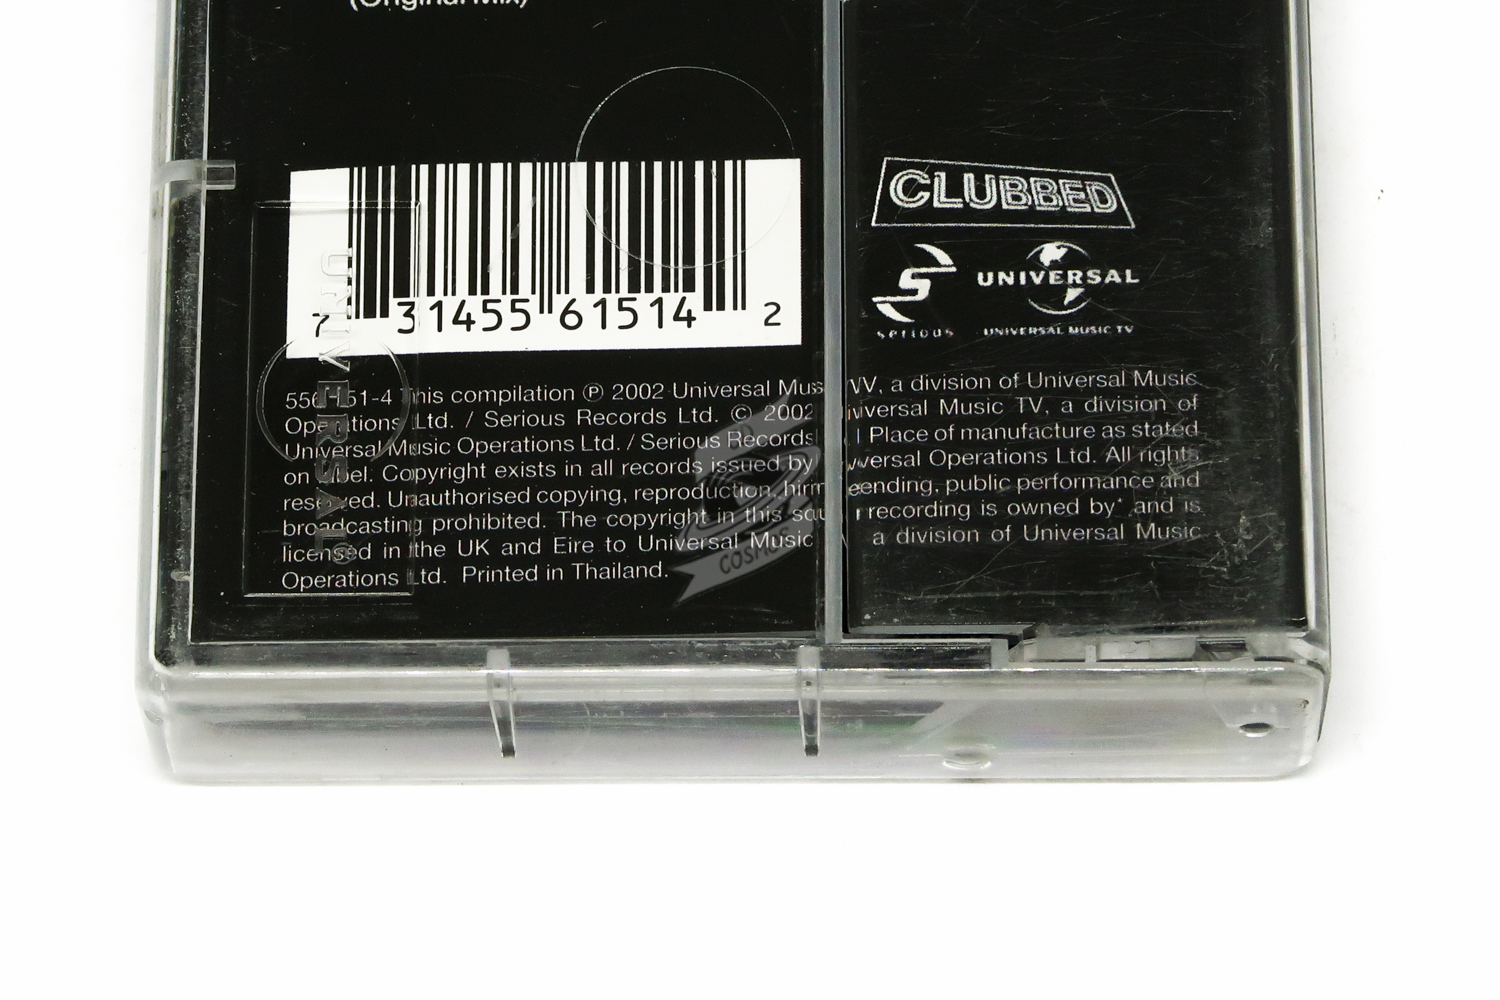 (Original Mix)
7 31455 61514 2
CLUBBED
serious
UNIVERSAL
UNIVERSAL MUSIC TV
UNIVERSAL®
51-4 This compilation ℗ 2002 Universal Music TV, a division of Universal Music
Operations Ltd. / Serious Records Ltd. © 2002 Universal Music TV, a division of
Universal Music Operations Ltd. / Serious Records Place of manufacture as stated
on label. Copyright exists in all records issued by Universal Operations Ltd. All rights
reserved. Unauthorised copying, reproduction, lending, public performance and
broadcasting prohibited. The copyright in this sound recording is owned by* and is
licensed in the UK and Eire to Universal Music a division of Universal Music
Operations Ltd. Printed in Thailand.
COSMOS